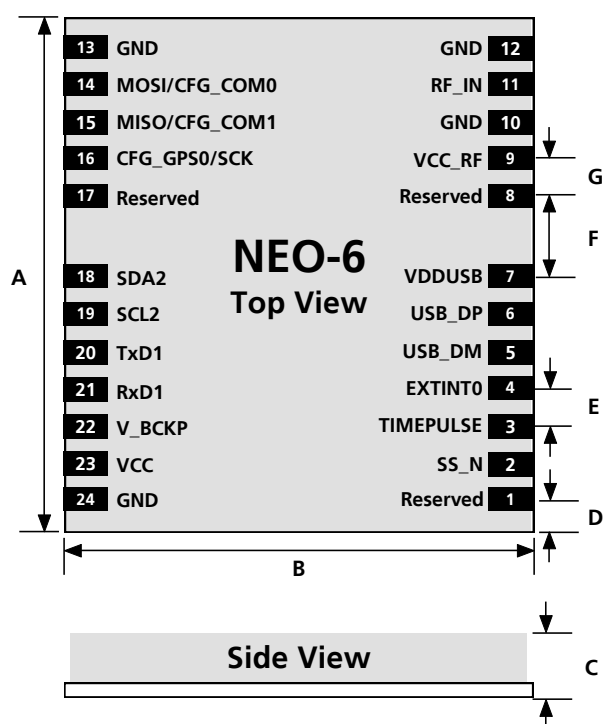 13 GND GND 12
14 MOSI/CFG_COM0 RF_IN 11
15 MISO/CFG_COM1 GND 10
16 CFG_GPS0/SCK VCC_RF 9
G
17 Reserved Reserved 8
F
NEO-6
A
18 SDA2 VDDUSB 7
Top View
19 SCL2 USB_DP 6
20 TxD1 USB_DM 5
21 RxD1 EXTINT0 4
E
22 V_BCKP TIMEPULSE 3
23 VCC SS_N 2
24 GND Reserved 1
D
B
Side View
C